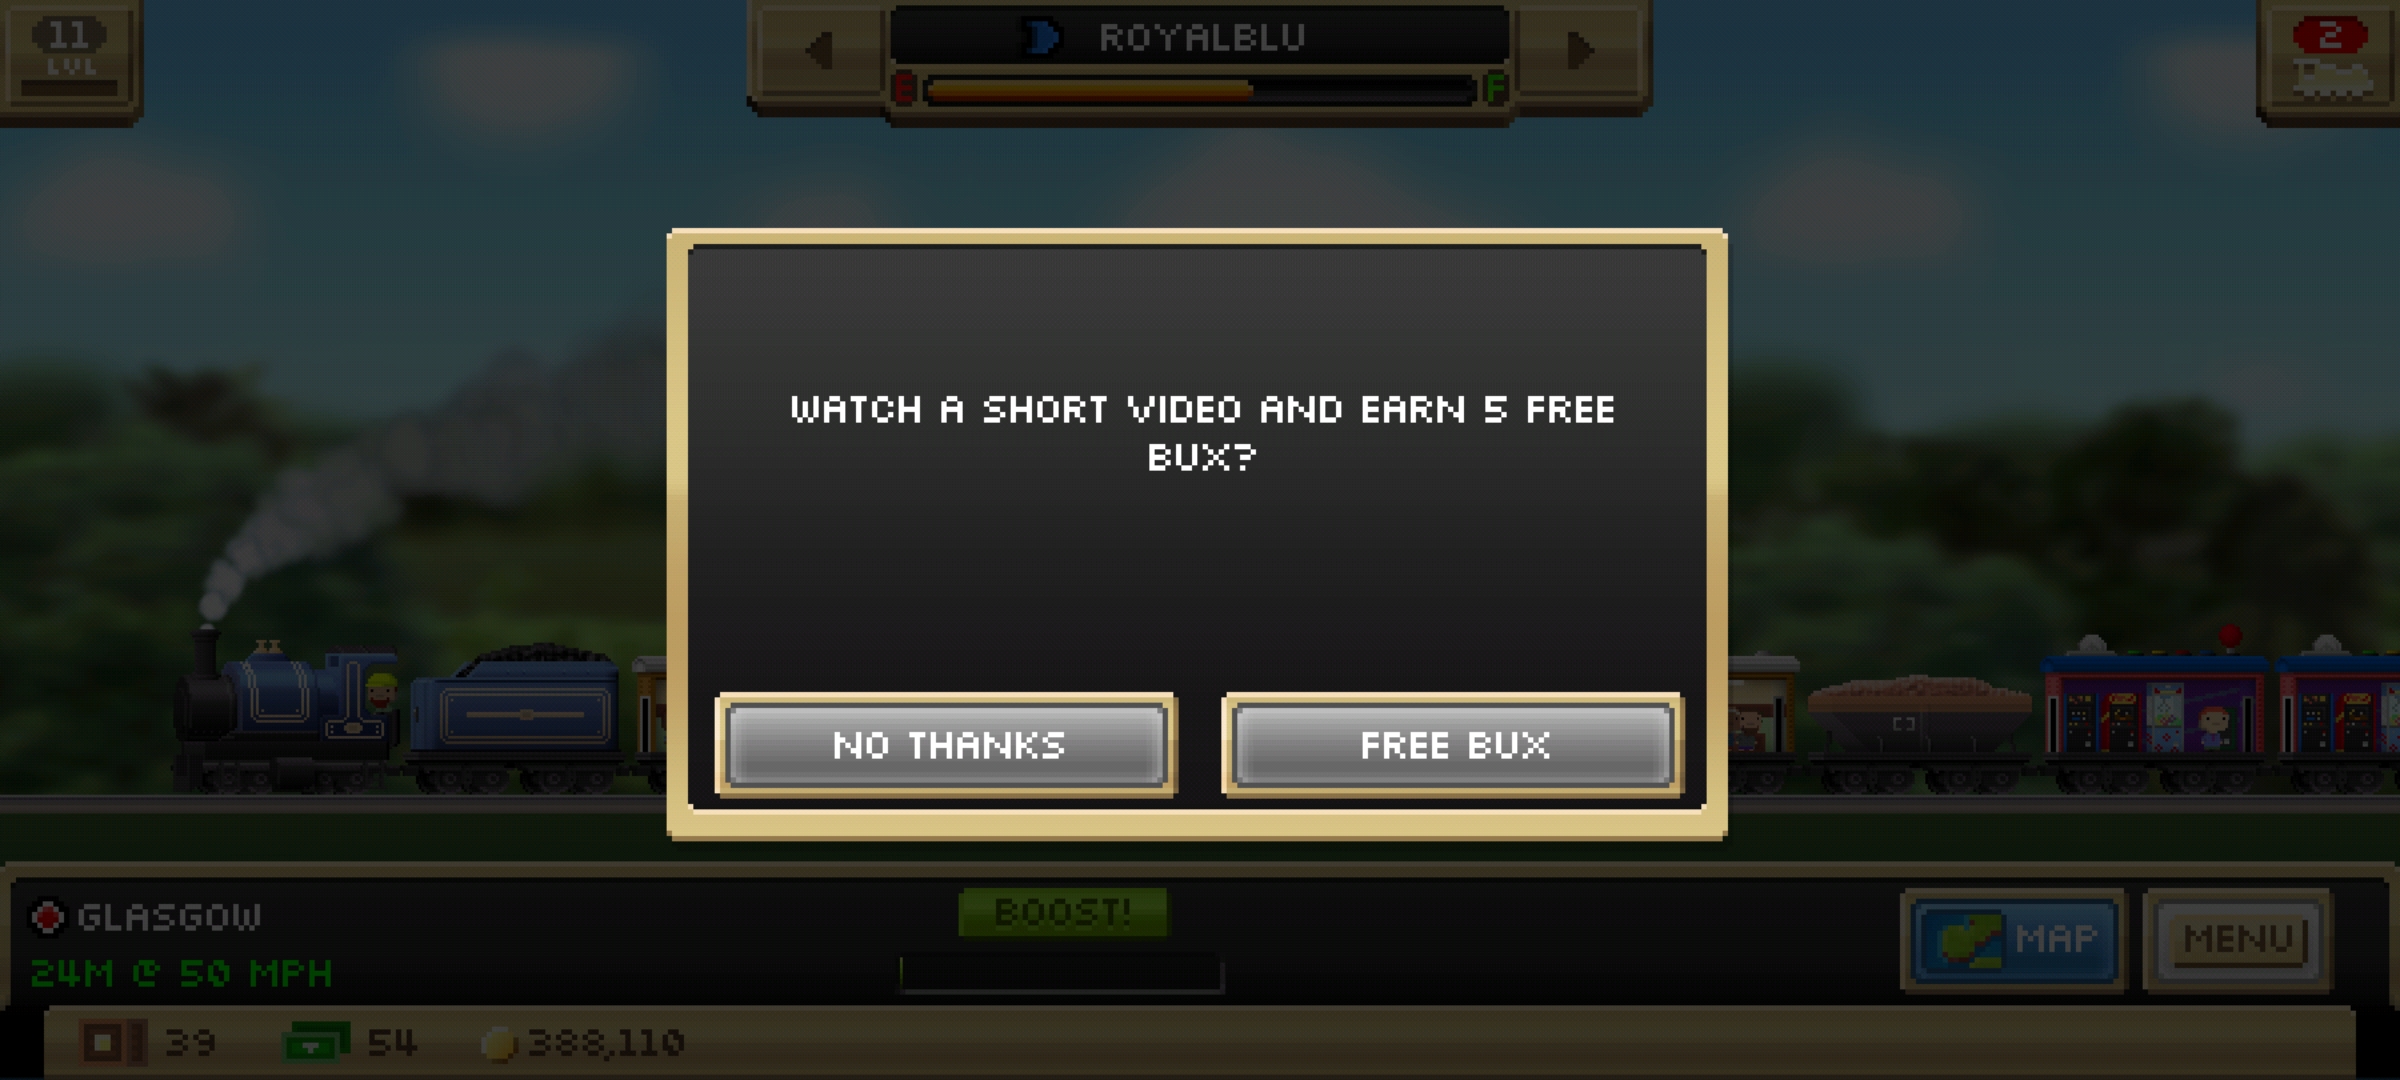 11
LVL
ROYALBLU
E
F
2
WATCH A SHORT VIDEO AND EARN 5 FREE
BUX?
NO THANKS
FREE BUX
GLASGOW
24M @ 50 MPH
BOOST!
MAP
MENU
39
54
388,110